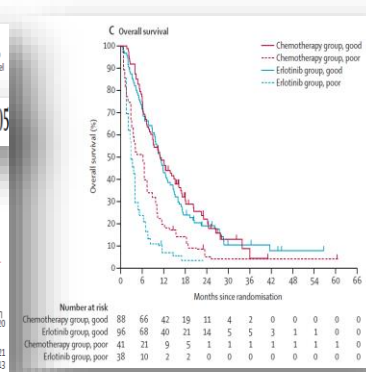 C Overall survival
Chemotherapy group, good
Chemotherapy group, poor
Erlotinib group, good
Erlotinib group, poor
Overall survival (%)
100
90
80
70
60
50
40
30
20
10
0
0 6 12 18 24 30 36 42 48 54 60 66
Months since randomisation
Number at risk
Chemotherapy group, good 88 66 42 19 11 4 2 0 0 0 0 0
Erlotinib group, good 96 68 40 21 14 5 5 3 1 1 0 0
Chemotherapy group, poor 41 21 9 5 1 1 1 1 1 1 1 0
Erlotinib group, poor 38 10 2 2 0 0 0 0 0 0 0 0